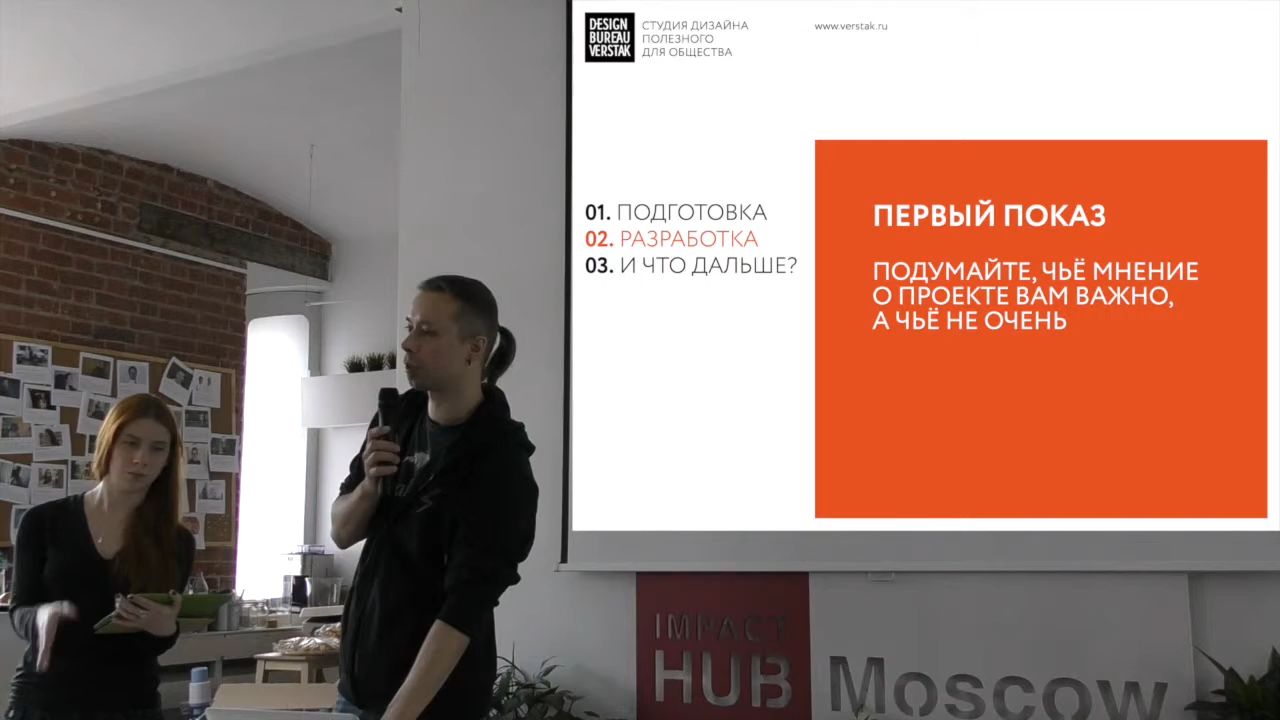 DESIGN
BUREAU
VERSTAK
СТУДИЯ ДИЗАЙНА
ПОЛЕЗНОГО
ДЛЯ ОБЩЕСТВА
www.verstak.ru
01. ПОДГОТОВКА
02. РАЗРАБОТКА
03. И ЧТО ДАЛЬШЕ?
ПЕРВЫЙ ПОКАЗ
ПОДУМАЙТЕ, ЧЬЁ МНЕНИЕ
О ПРОЕКТЕ ВАМ ВАЖНО,
А ЧЬЁ НЕ ОЧЕНЬ
IMPACT
HUB
Moscow